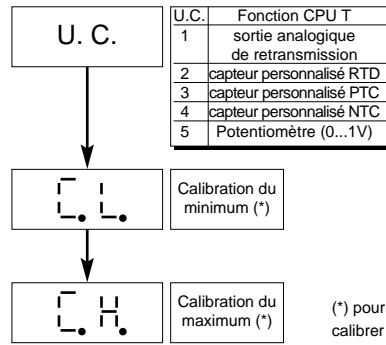 U. C.
U.C. Fonction CPU T
1 sortie analogique
de retransmission
2 capteur personnalisé RTD
3 capteur personnalisé PTC
4 capteur personnalisé NTC
5 Potentiomètre (0...1V)
C. L.
Calibration du
minimum (*)
C. H.
Calibration du
maximum (*)
(*) pour
calibrer